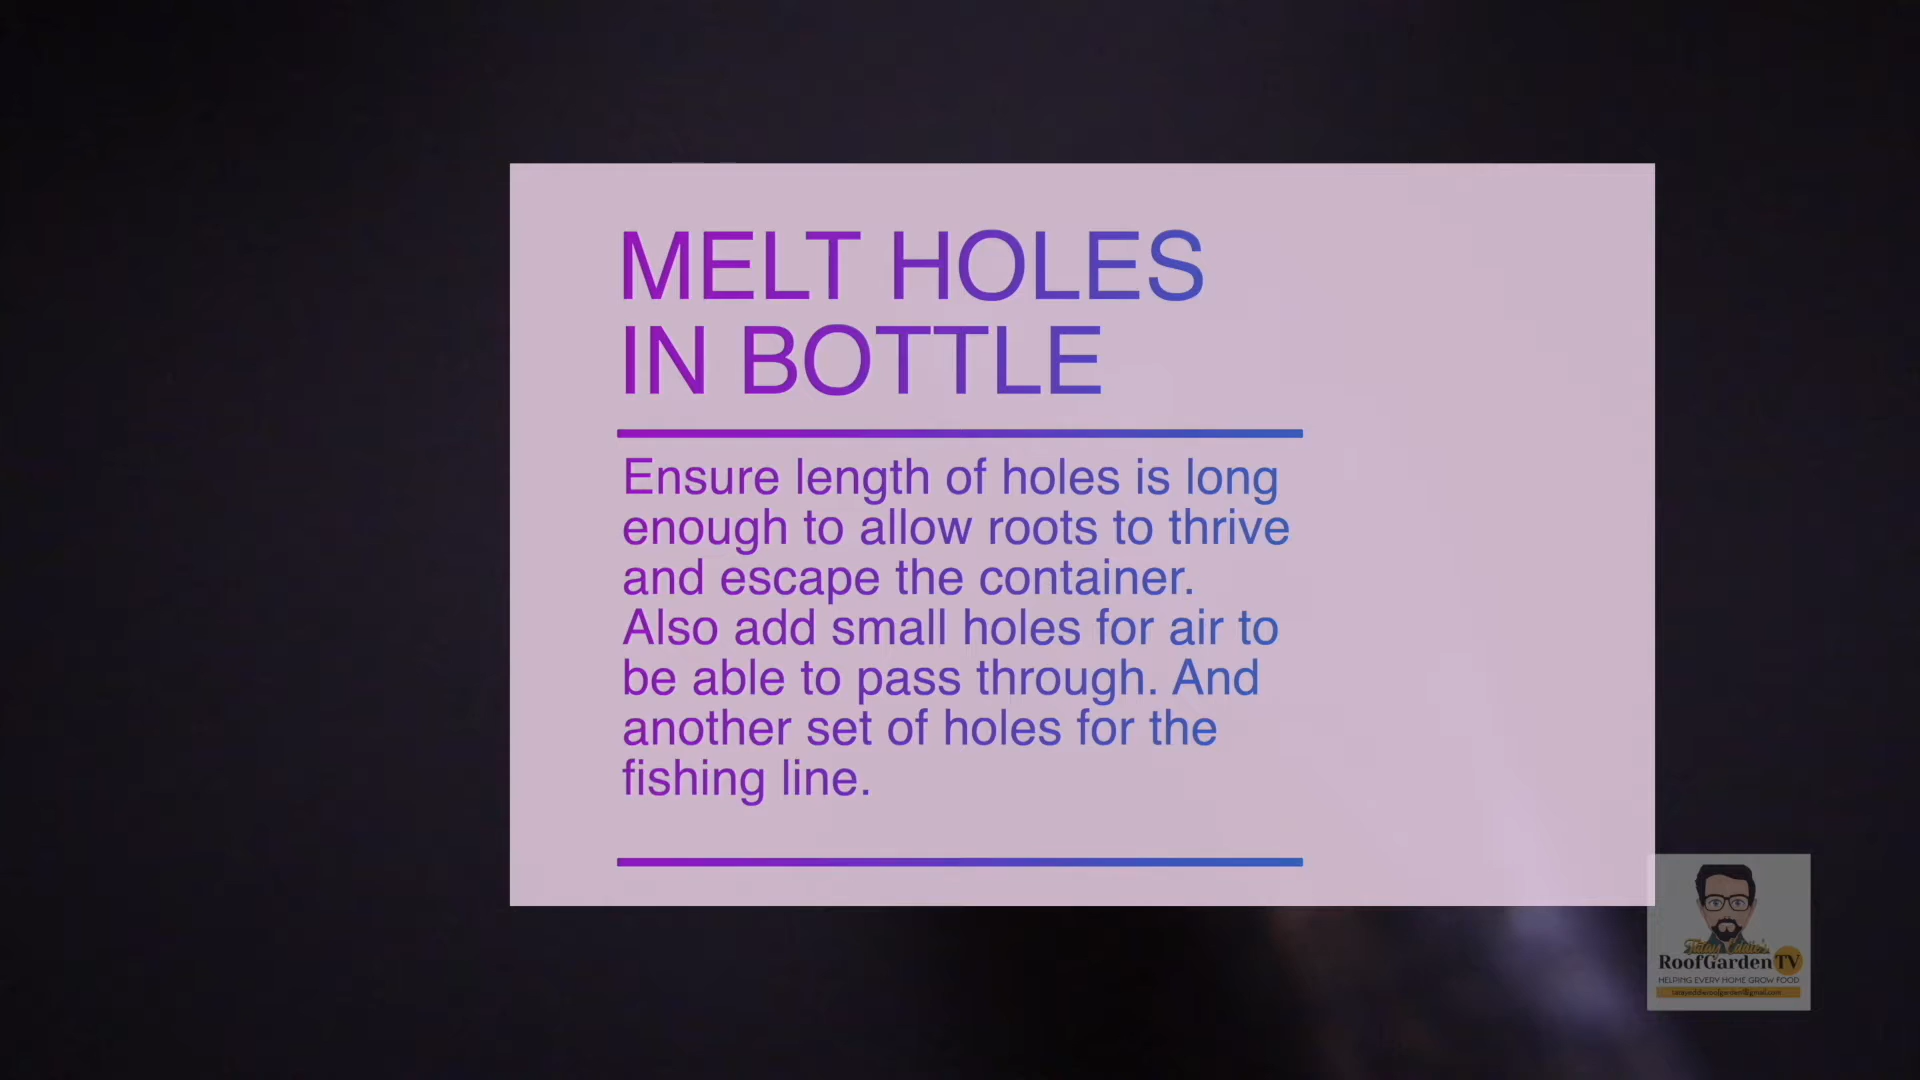 MELT HOLES
IN BOTTLE
Ensure length of holes is long
enough to allow roots to thrive
and escape the container.
Also add small holes for air to
be able to pass through. And
another set of holes for the
fishing line.
Tatay Eddie's
RoofGarden TV
HELPING EVERY HOME GROW FOOD